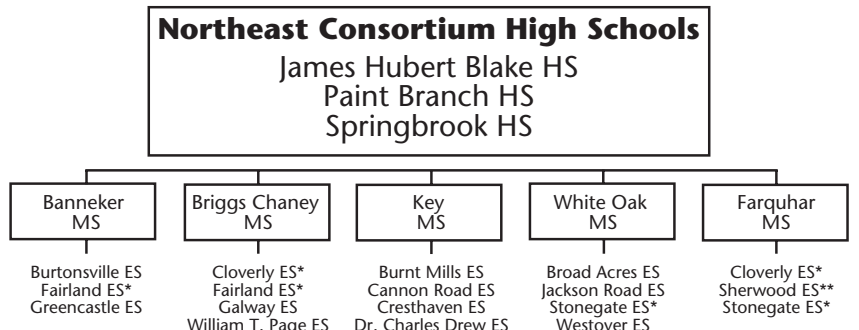 Northeast Consortium High Schools
James Hubert Blake HS
Paint Branch HS
Springbrook HS
Banneker
MS
Briggs Chaney
MS
Key
MS
White Oak
MS
Farquhar
MS
Burtonsville ES
Fairland ES*
Greencastle ES
Cloverly ES*
Fairland ES*
Galway ES
William T. Page ES
Burnt Mills ES
Cannon Road ES
Cresthaven ES
Dr. Charles Drew ES
Broad Acres ES
Jackson Road ES
Stonegate ES*
Westover ES
Cloverly ES*
Sherwood ES**
Stonegate ES*